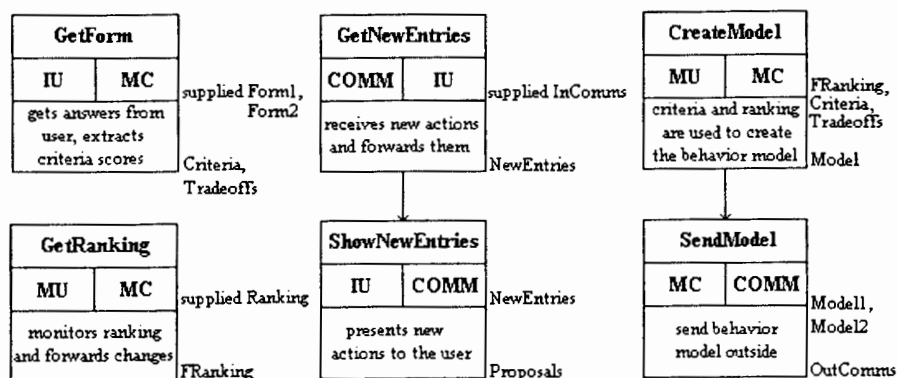 GetForm
IU MC
gets answers from
user, extracts
criteria scores
supplied Form1,
Form2
Criteria,
Tradeoffs
GetNewEntries
COMM IU
receives new actions
and forwards them
supplied InComms
NewEntries
CreateModel
MU MC
criteria and ranking
are used to create
the behavior model
FRanking,
Criteria,
Tradeoffs
Model
GetRanking
MU MC
monitors ranking
and forwards changes
supplied Ranking
FRanking
ShowNewEntries
IU COMM
presents new
actions to the user
NewEntries
Proposals
SendModel
MC COMM
send behavior
model outside
Model1,
Model2
OutComms